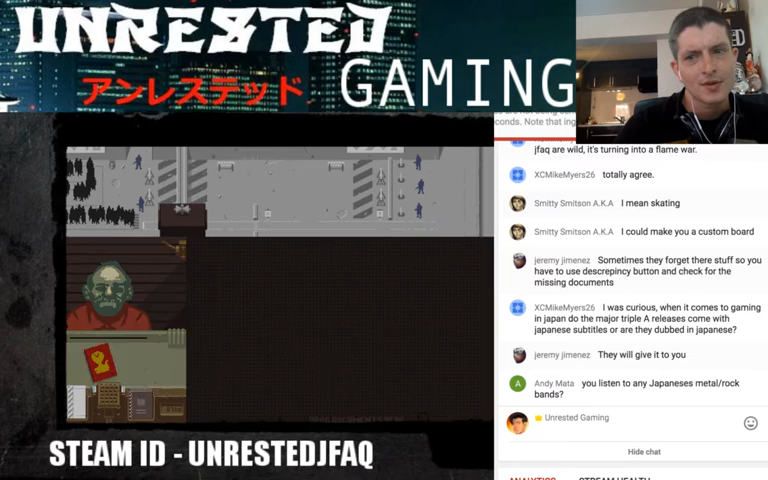 UNRESTED
アンレステッド
GAMING
conds. Note that ing
jfaq are wild, it's turning into a flame war.
XCMikeMyers26 totally agree.
Smitty Smitson A.K.A I mean skating
Smitty Smitson A.K.A I could make you a custom board
jeremy jimenez Sometimes they forget there stuff so you
have to use descrepincy button and check for the
missing documents
XCMikeMyers26 I was curious, when it comes to gaming
in japan do the major triple A releases come with
japanese subtitles or are they dubbed in japanese?
jeremy jimenez They will give it to you
A Andy Mata you listen to any Japaneses metal/rock
bands?
Unrested Gaming
Hide chat
ANALYTICS STREAM HEALTH
STEAM ID - UNRESTEDJFAQ